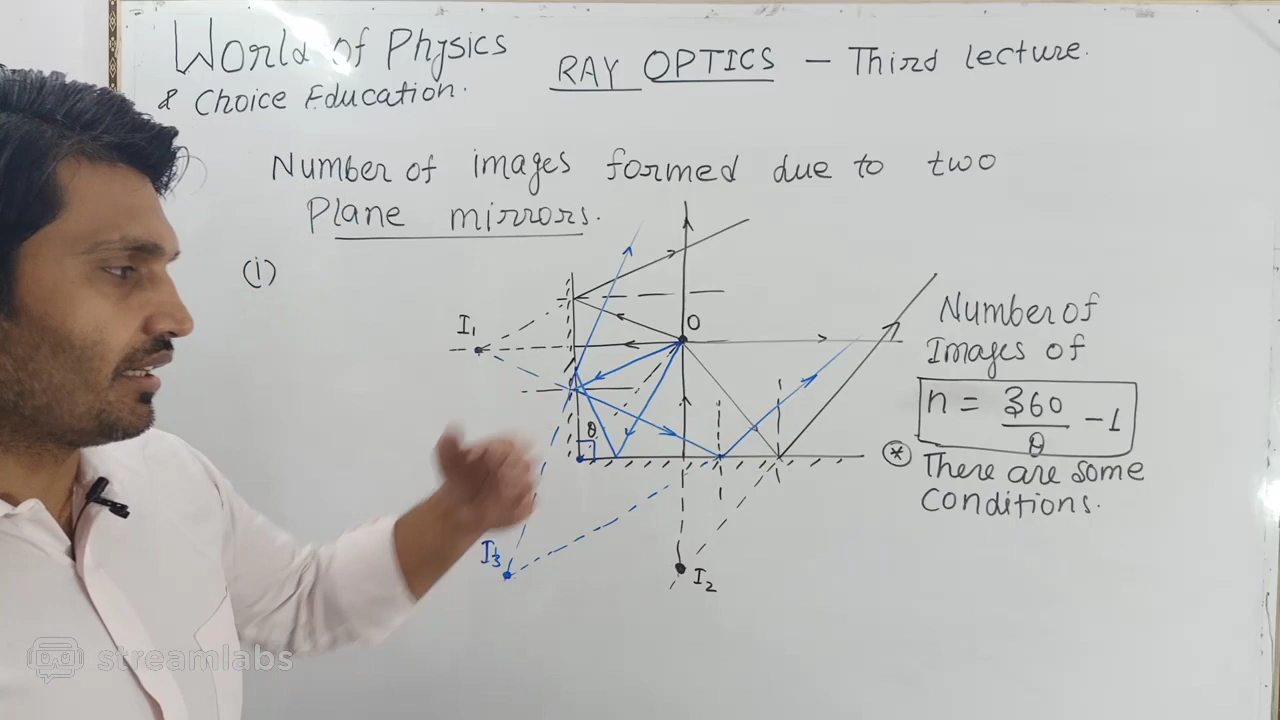 World of Physics
& Choice Education.
RAY OPTICS – Third lecture.
Number of images formed due to two
Plane mirrors.
(i)
I₁
O
θ
I₃
I₂
Number of
Images of
n = 360/θ - 1
* There are some
conditions.
streamlabs